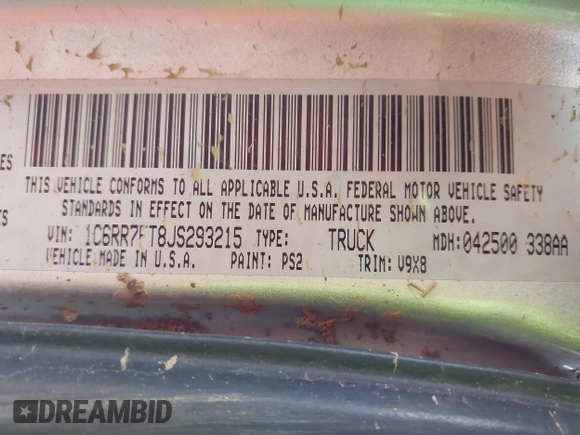 ES
THIS VEHICLE CONFORMS TO ALL APPLICABLE U.S.A. FEDERAL MOTOR VEHICLE SAFETY
STANDARDS IN EFFECT ON THE DATE OF MANUFACTURE SHOWN ABOVE.
VIN: TYPE: TRUCK MDH: 042500 338AA
VEHICLE MADE IN U.S.A. PAINT: PS2 TRIM: V9X8
DREAMBID